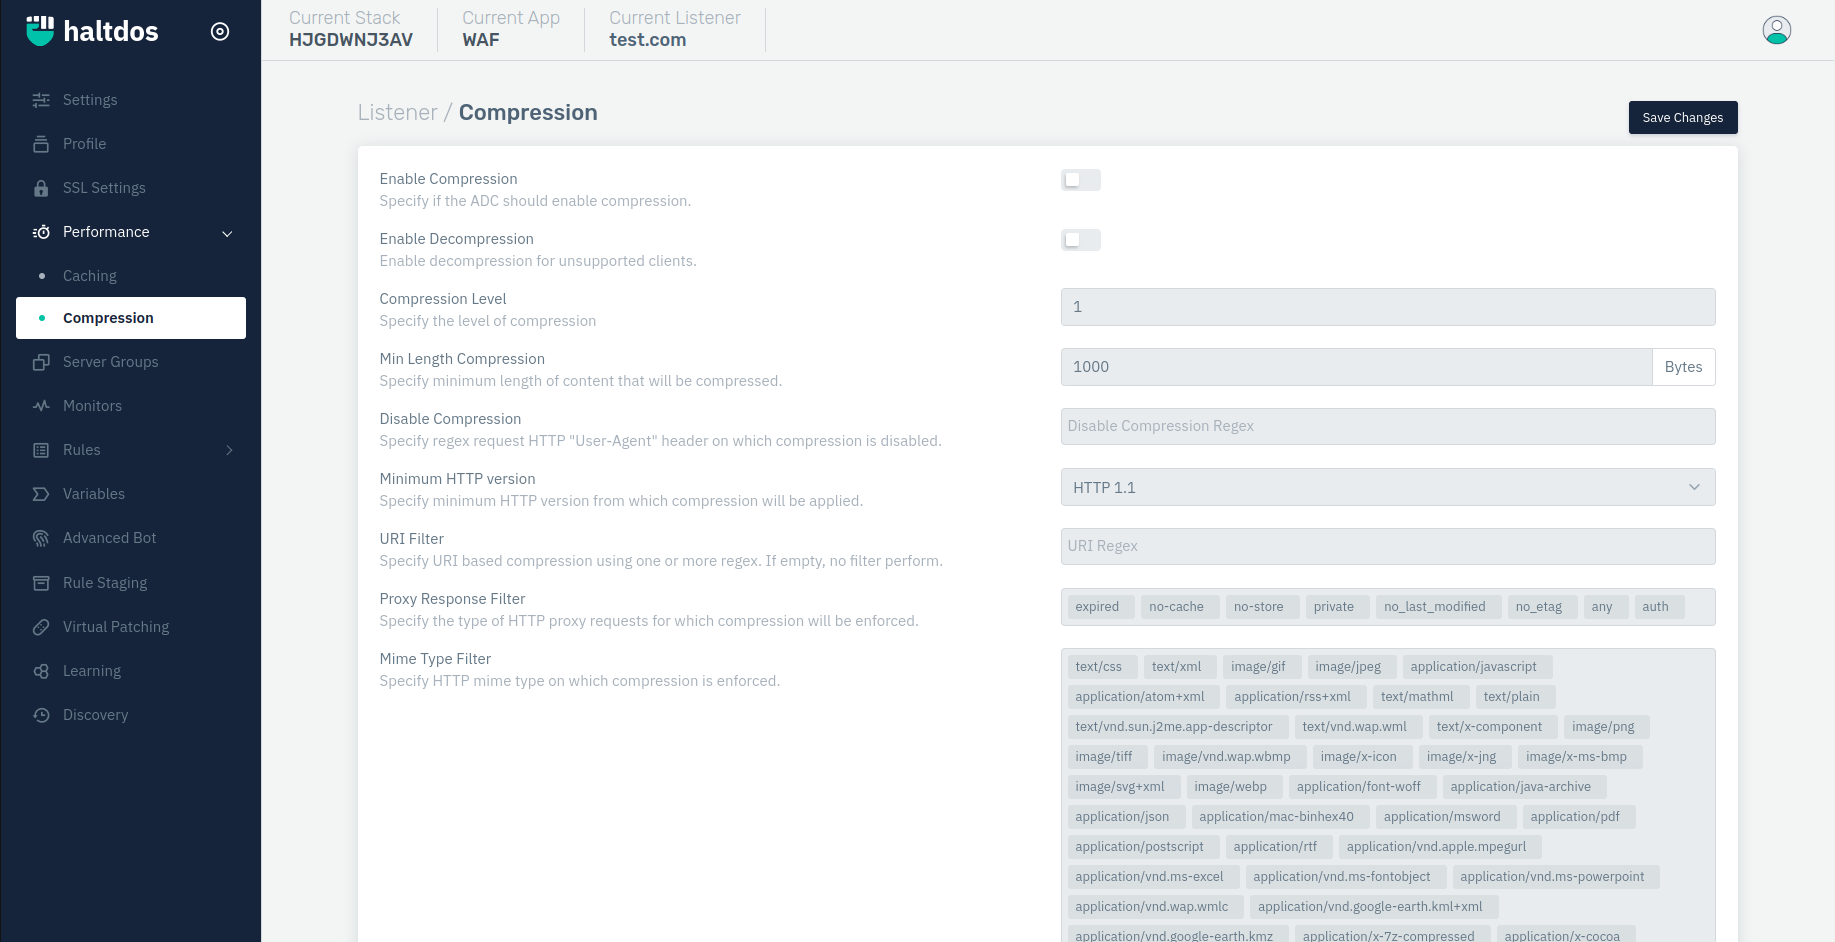 haltdos
Current Stack
HJGDWNJ3AV
Current App
WAF
Current Listener
test.com
Settings
Profile
SSL Settings
Performance
Caching
Compression
Server Groups
Monitors
Rules
Variables
Advanced Bot
Rule Staging
Virtual Patching
Learning
Discovery
Listener / Compression
Save Changes
Enable Compression
Specify if the ADC should enable compression.
Enable Decompression
Enable decompression for unsupported clients.
Compression Level
Specify the level of compression
1
Min Length Compression
Specify minimum length of content that will be compressed.
1000 Bytes
Disable Compression
Specify regex request HTTP "User-Agent" header on which compression is disabled.
Disable Compression Regex
Minimum HTTP version
Specify minimum HTTP version from which compression will be applied.
HTTP 1.1
URI Filter
Specify URI based compression using one or more regex. If empty, no filter perform.
URI Regex
Proxy Response Filter
Specify the type of HTTP proxy requests for which compression will be enforced.
expired no-cache no-store private no_last_modified no_etag any auth
Mime Type Filter
Specify HTTP mime type on which compression is enforced.
text/css text/xml image/gif image/jpeg application/javascript
application/atom+xml application/rss+xml text/mathml text/plain
text/vnd.sun.j2me.app-descriptor text/vnd.wap.wml text/x-component image/png
image/tiff image/vnd.wap.wbmp image/x-icon image/x-jng image/x-ms-bmp
image/svg+xml image/webp application/font-woff application/java-archive
application/json application/mac-binhex40 application/msword application/pdf
application/postscript application/rtf application/vnd.apple.mpegurl
application/vnd.ms-excel application/vnd.ms-fontobject application/vnd.ms-powerpoint
application/vnd.wap.wmlc application/vnd.google-earth.kml+xml
application/vnd.google-earth.kmz application/x-7z-compressed application/x-cocoa